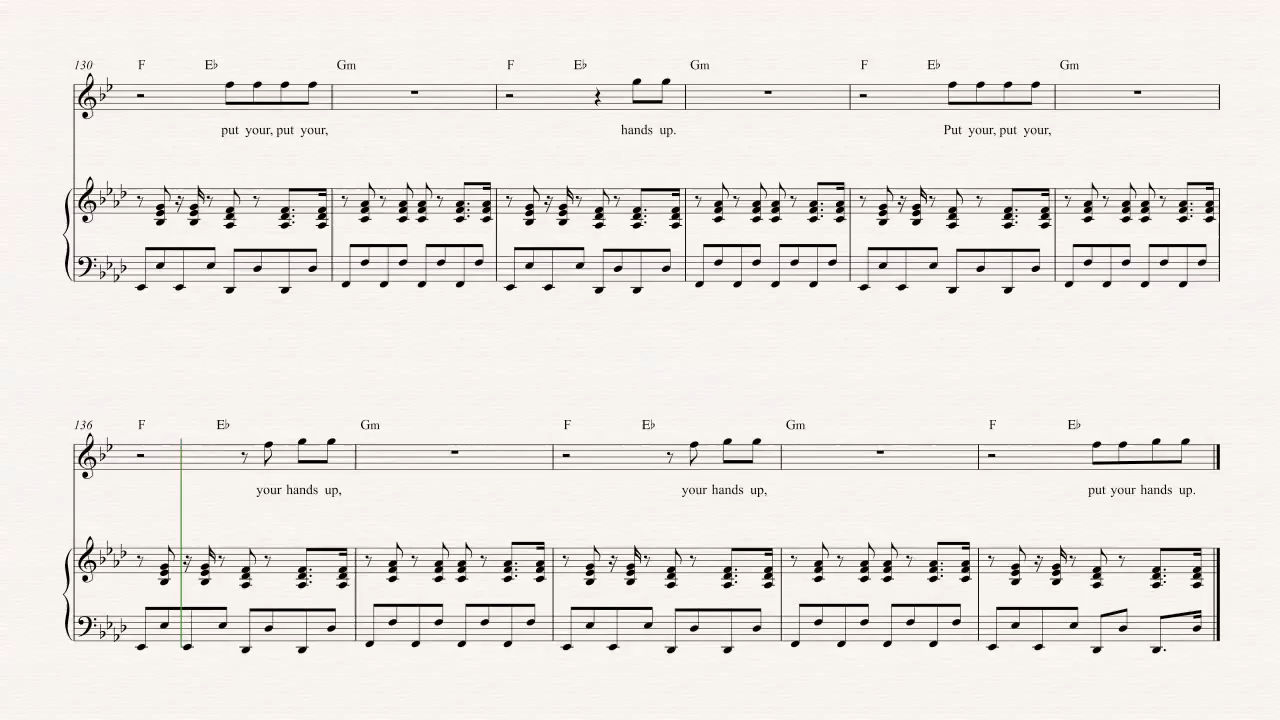 130 F E♭ Gm F E♭ Gm F E♭ Gm
put your, put your, hands up. Put your, put your,
136 F E♭ Gm F E♭ Gm F E♭
your hands up, your hands up, put your hands up.